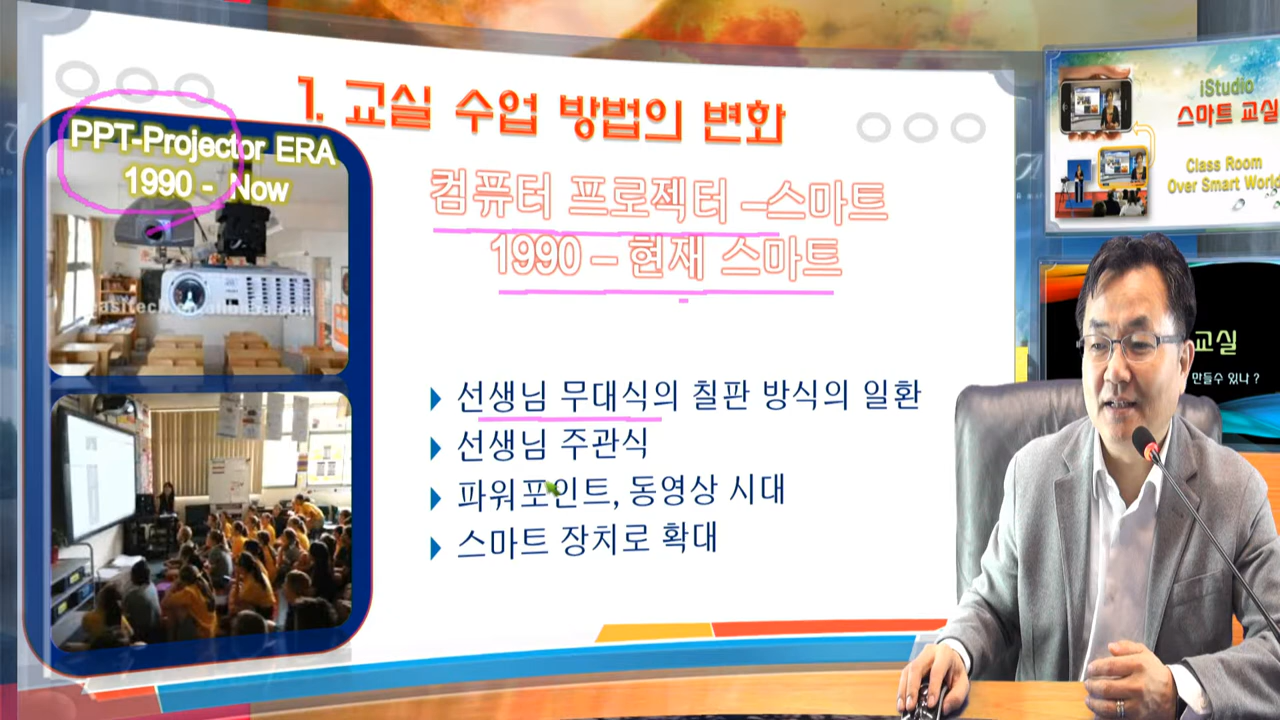 1. 교실 수업 방법의 변화
PPT-Projector ERA
1990 - Now
컴퓨터 프로젝터 –스마트
1990 – 현재 스마트
선생님 무대식의 칠판 방식의 일환
선생님 주관식
파워포인트, 동영상 시대
스마트 장치로 확대
iStudio
스마트 교실
Class Room
Over Smart World
교실
만들수 있나 ?